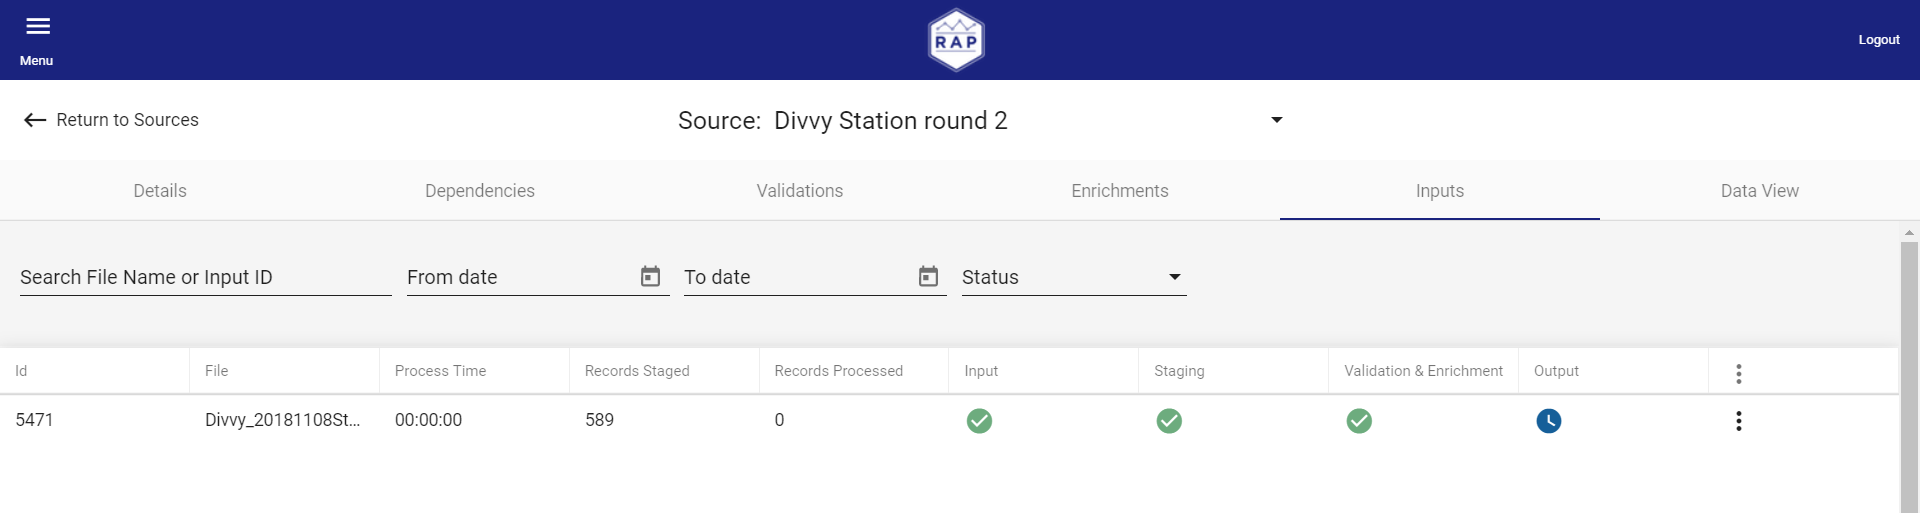 Menu
RAP
Logout
Return to Sources
Source: Divvy Station round 2
Details Dependencies Validations Enrichments Inputs Data View
Search File Name or Input ID From date To date Status
Id File Process Time Records Staged Records Processed Input Staging Validation & Enrichment Output
5471 Divvy_20181108St... 00:00:00 589 0